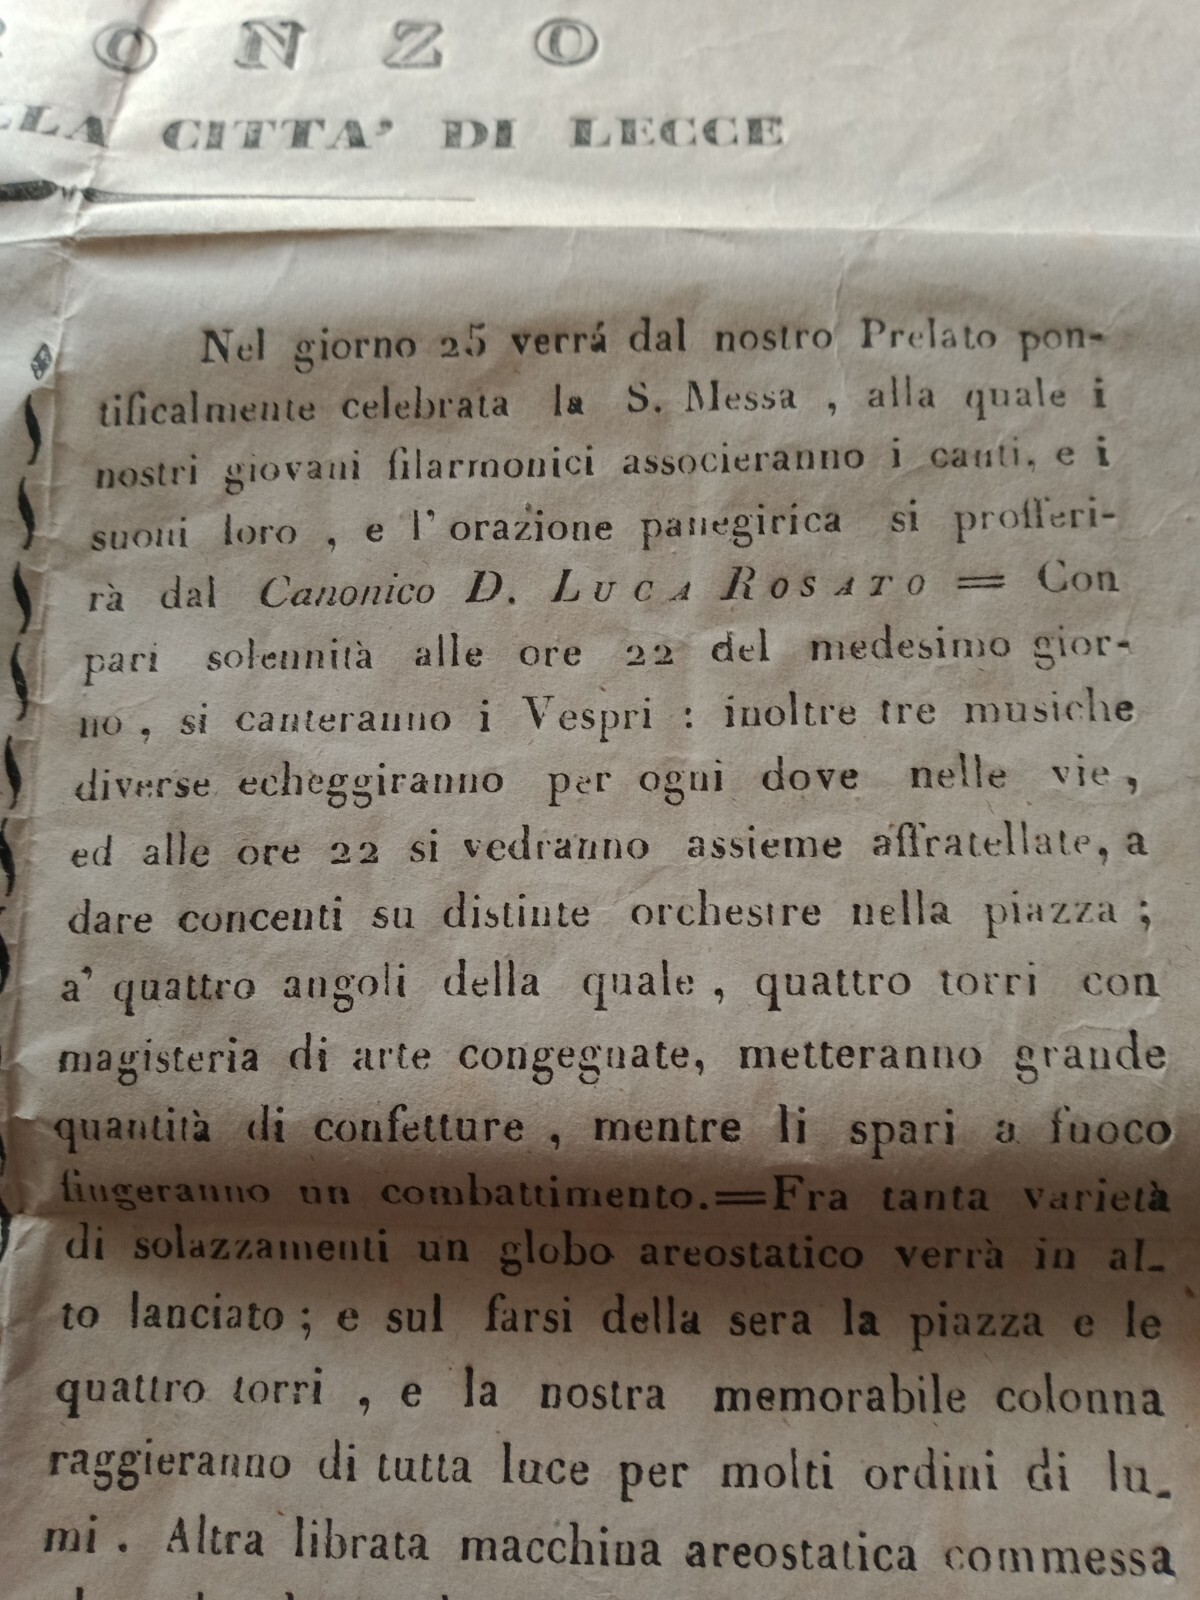 ONZO
LLA CITTA' DI LECCE
Nel giorno 25 verrá dal nostro Prelato pon-
tificalmente celebrata la S. Messa , alla quale i
nostri giovani filarmonici associeranno i canti, e i
suoni loro , e l' orazione panegirica si profferi-
rà dal Canonico D. LUCA ROSATO = Con
pari solennità alle ore 22 del medesimo gior-
no , si canteranno i Vespri : inoltre tre musiche
diverse echeggiranno per ogni dove nelle vie ,
ed alle ore 22 si vedranno assieme affratellate, a
dare concenti su distinte orchestre nella piazza ;
a' quattro angoli della quale , quattro torri con
magisteria di arte congegnate, metteranno grande
quantità di confetture , mentre li spari a fuoco
fingeranno un combattimento.=Fra tanta varietà
di solazzamenti un globo areostatico verrà in al-
to lanciato ; e sul farsi della sera la piazza e le
quattro torri , e la nostra memorabile colonna
raggieranno di tutta luce per molti ordini di lu-
mi . Altra librata macchina areostatica commessa